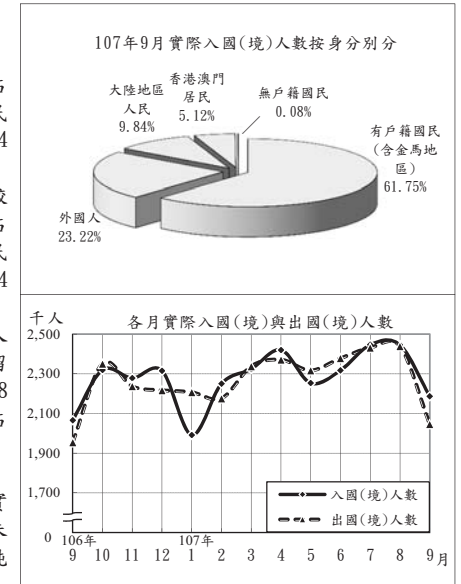 107年9月實際入國(境)人數按身分別分
香港澳門
居民
5.12%
無戶籍國民
0.08%
大陸地區
人民
9.84%
有戶籍國民
(含金馬地
區)
61.75%
外國人
23.22%
民
4
民
4
人
8
千人
各月實際入國(境)與出國(境)人數
2,500
2,300
2,100
1,900
1,700
0
入國(境)人數
出國(境)人數
106年
107年
9 10 11 12 1 2 3 4 5 6 7 8 9月